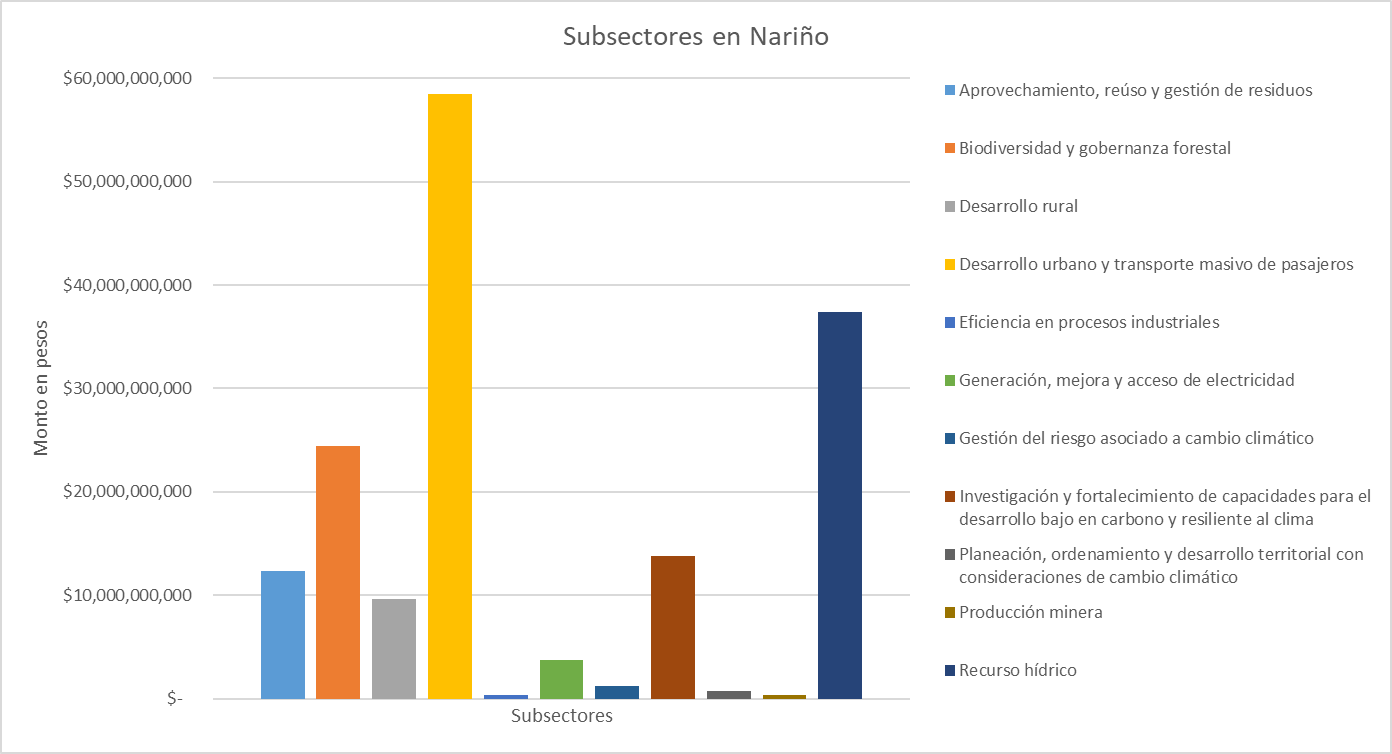 Subsectores en Nariño
$60,000,000,000
$50,000,000,000
$40,000,000,000
$30,000,000,000
$20,000,000,000
$10,000,000,000
$-
Monto en pesos
Subsectores
Aprovechamiento, reúso y gestión de residuos
Biodiversidad y gobernanza forestal
Desarrollo rural
Desarrollo urbano y transporte masivo de pasajeros
Eficiencia en procesos industriales
Generación, mejora y acceso de electricidad
Gestión del riesgo asociado a cambio climático
Investigación y fortalecimiento de capacidades para el
desarrollo bajo en carbono y resiliente al clima
Planeación, ordenamiento y desarrollo territorial con
consideraciones de cambio climático
Producción minera
Recurso hídrico